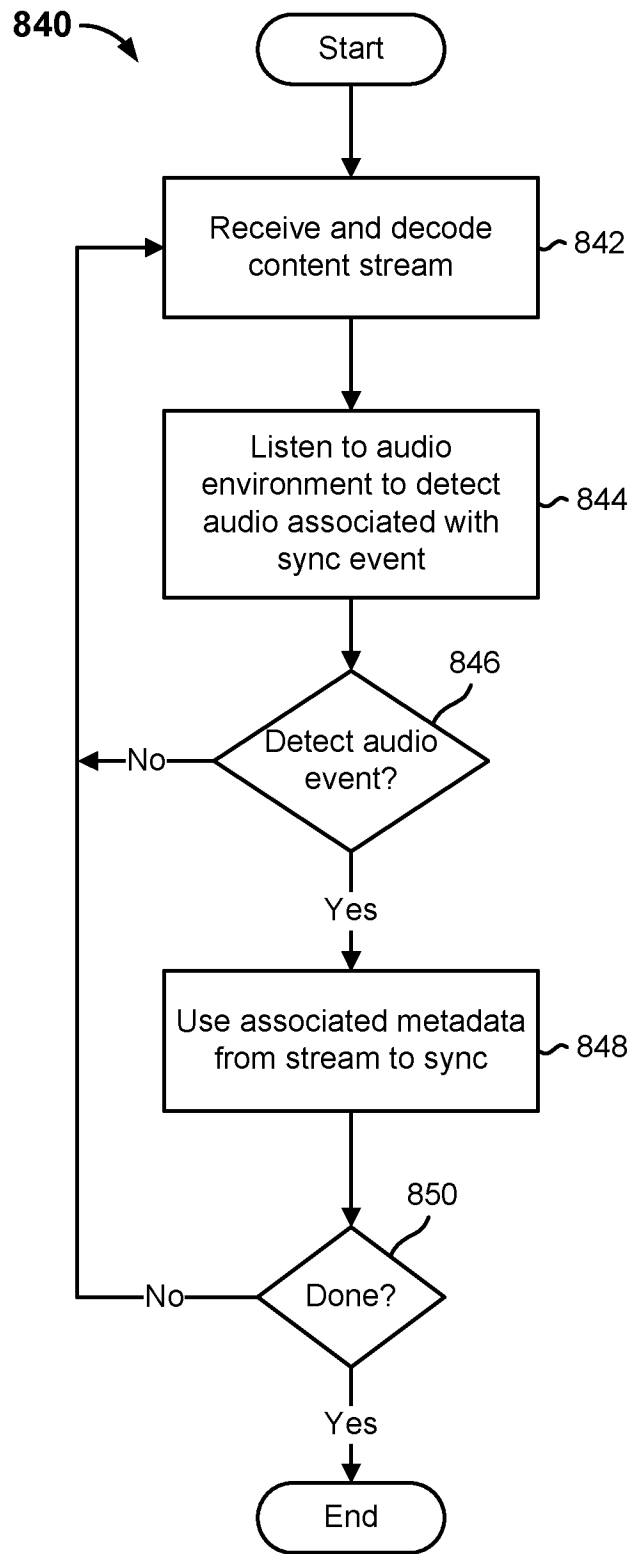 840
Start
Receive and decode
content stream
842
Listen to audio
environment to detect
audio associated with
sync event
844
846
Detect audio
event?
No
Yes
Use associated metadata
from stream to sync
848
850
Done?
No
Yes
End